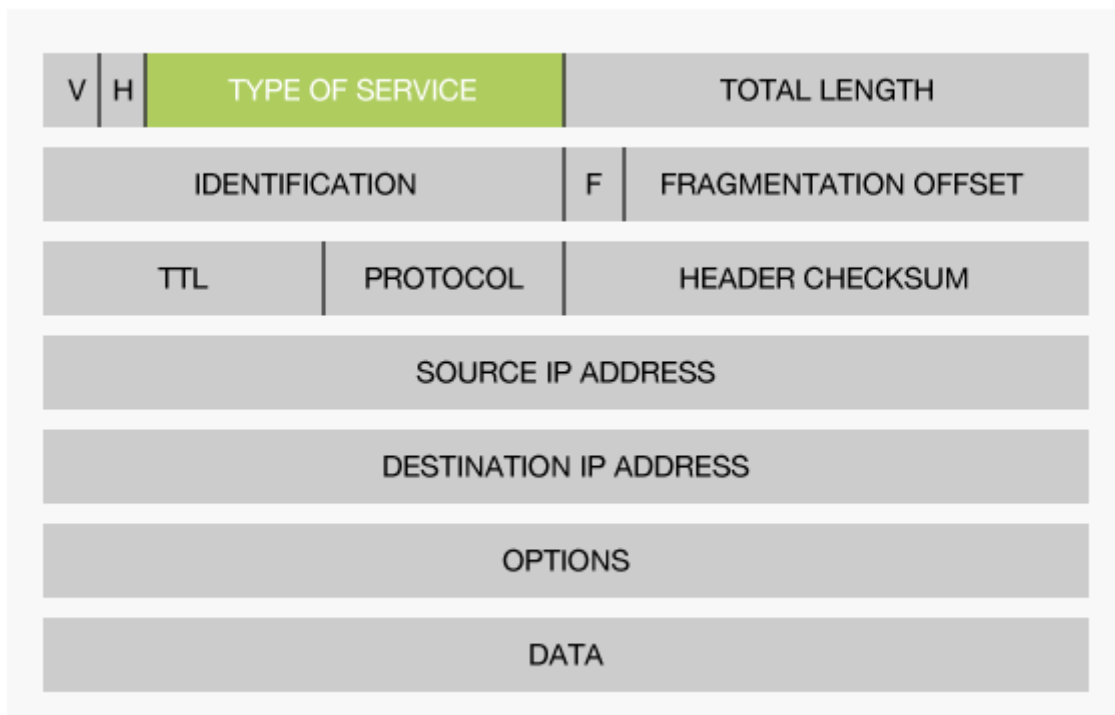 V H TYPE OF SERVICE TOTAL LENGTH
IDENTIFICATION F FRAGMENTATION OFFSET
TTL PROTOCOL HEADER CHECKSUM
SOURCE IP ADDRESS
DESTINATION IP ADDRESS
OPTIONS
DATA